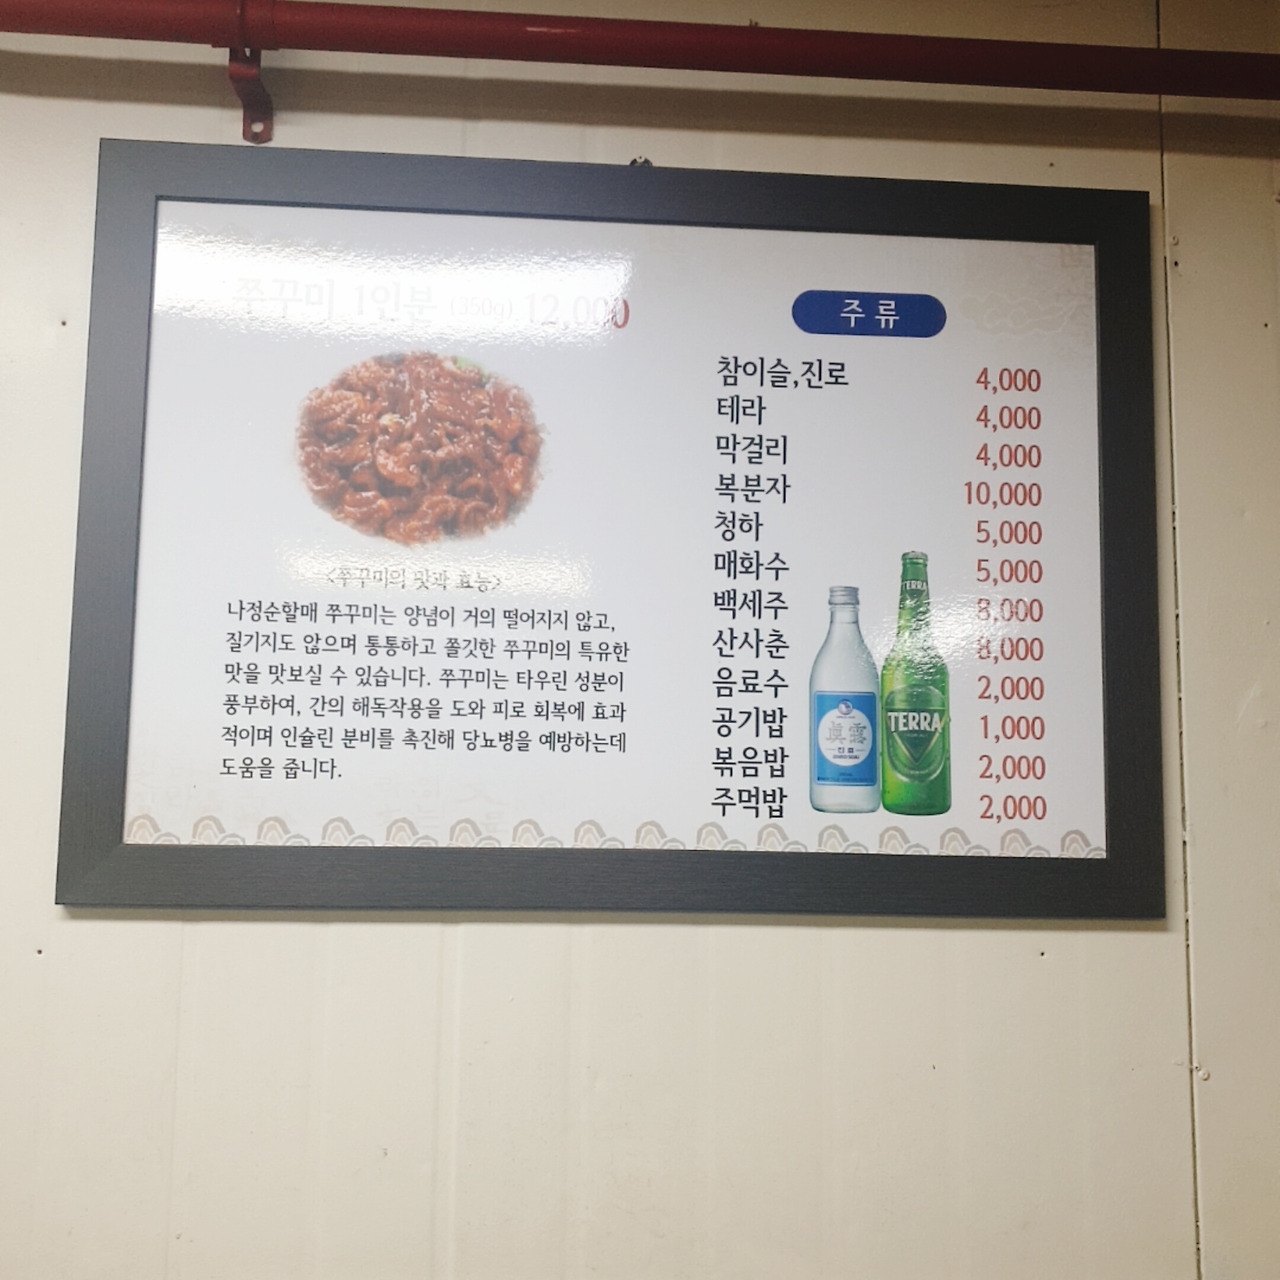 쭈꾸미 1인분 (350g) 12,000
<쭈꾸미의 맛과 효능>
나정순할매 쭈꾸미는 양념이 거의 떨어지지 않고,
질기지도 않으며 통통하고 쫄깃한 쭈꾸미의 특유한
맛을 맛보실 수 있습니다. 쭈꾸미는 타우린 성분이
풍부하여, 간의 해독작용을 도와 피로 회복에 효과
적이며 인슐린 분비를 촉진해 당뇨병을 예방하는데
도움을 줍니다.
주류
참이슬,진로 4,000
테라 4,000
막걸리 4,000
복분자 10,000
청하 5,000
매화수 5,000
백세주 8,000
산사춘 8,000
음료수 2,000
공기밥 1,000
볶음밥 2,000
주먹밥 2,000
眞露
진로
TERRA
TERRA